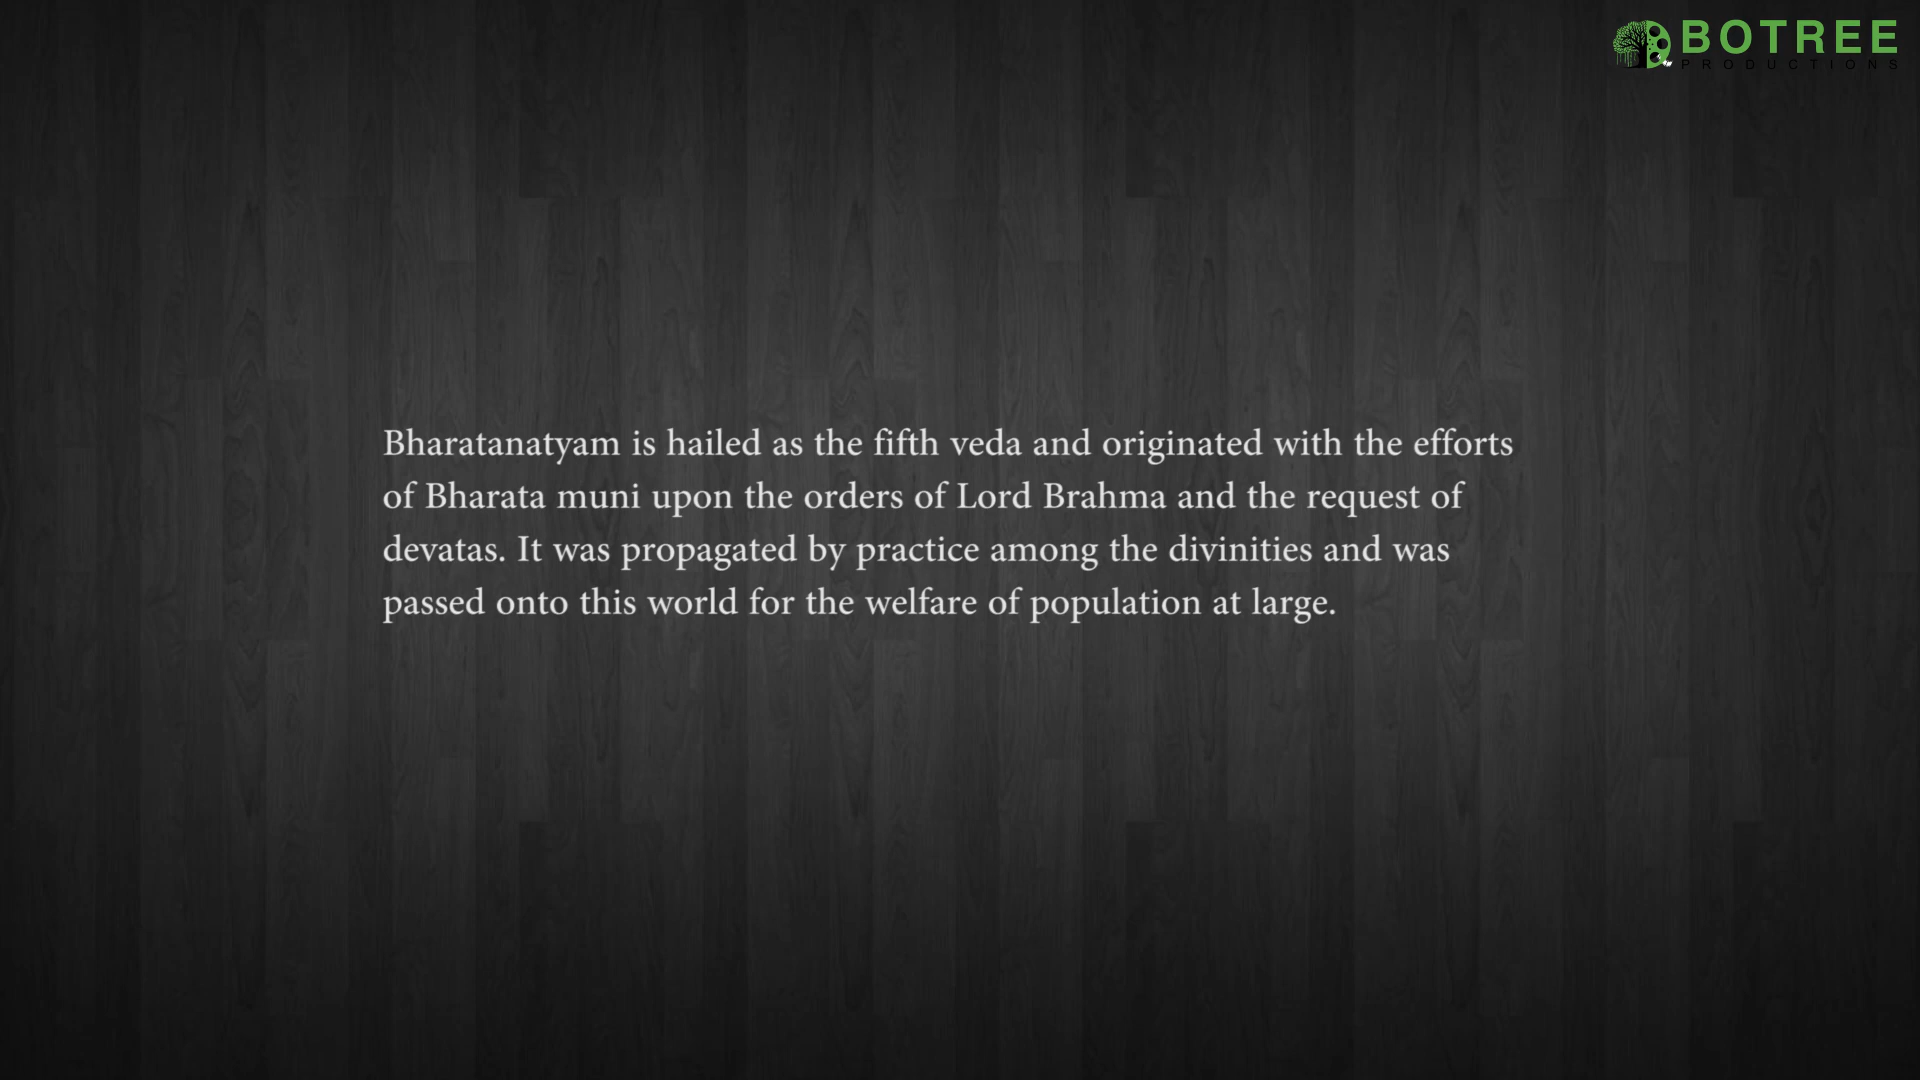 BOTREE
PRODUCTIONS
Bharatanatyam is hailed as the fifth veda and originated with the efforts
of Bharata muni upon the orders of Lord Brahma and the request of
devatas. It was propagated by practice among the divinities and was
passed onto this world for the welfare of population at large.